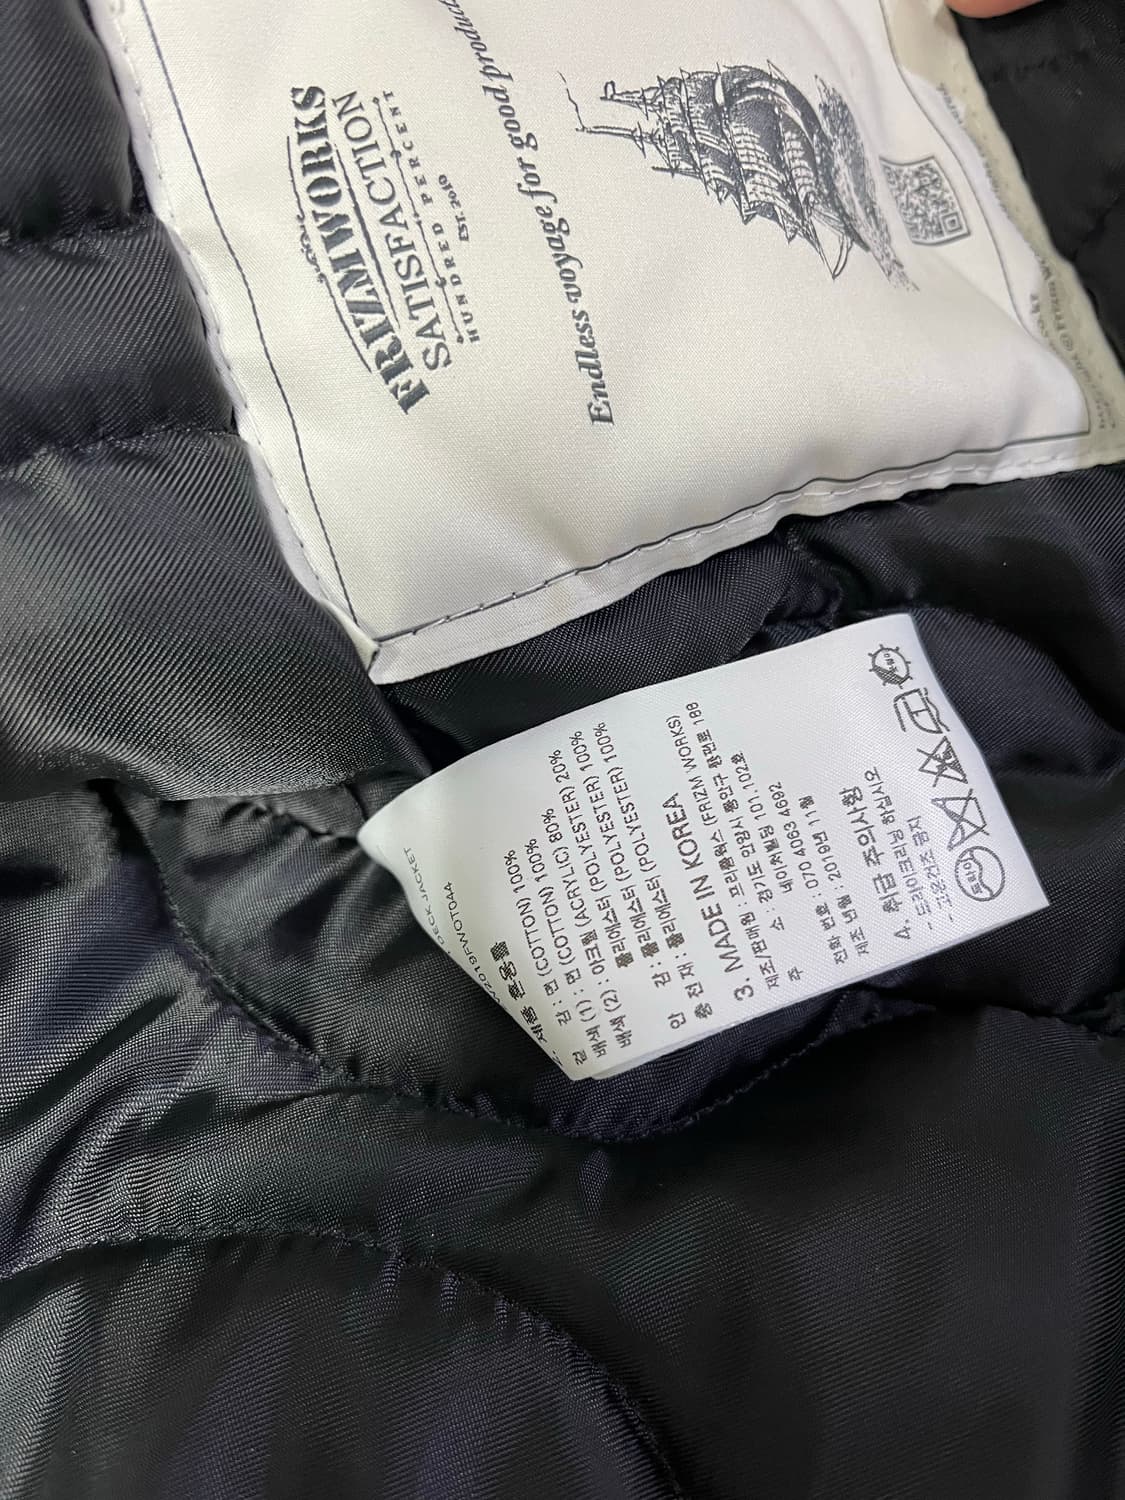 FRIZMWORKS
SATISFACTION
HUNDRED PERCENT
EST. 2010
Endless voyage for good product
DECK JACKET
2019FWOT044
제품 혼용률
겉 감 : 면 (COTTON) 100%
배색 (1) : 면 (COTTON) 100%
배색 (2) : 아크릴 (ACRYLIC) 80%
폴리에스터 (POLYESTER) 20%
안 감 : 폴리에스터 (POLYESTER) 100%
충 전 재 : 폴리에스터 (POLYESTER) 100%
3. MADE IN KOREA
제조/판매원 : 프리즘웍스 (FRIZM WORKS)
주 소 : 경기도 안양시 동안구 활번로 188
네이처빌딩 101.102호
전화 번호 : 070 4063 4692
제조 년월 : 2019년 11월
4. 취급 주의사항
- 드라이크리닝 하십시오
- 고온건조 금지
드라이